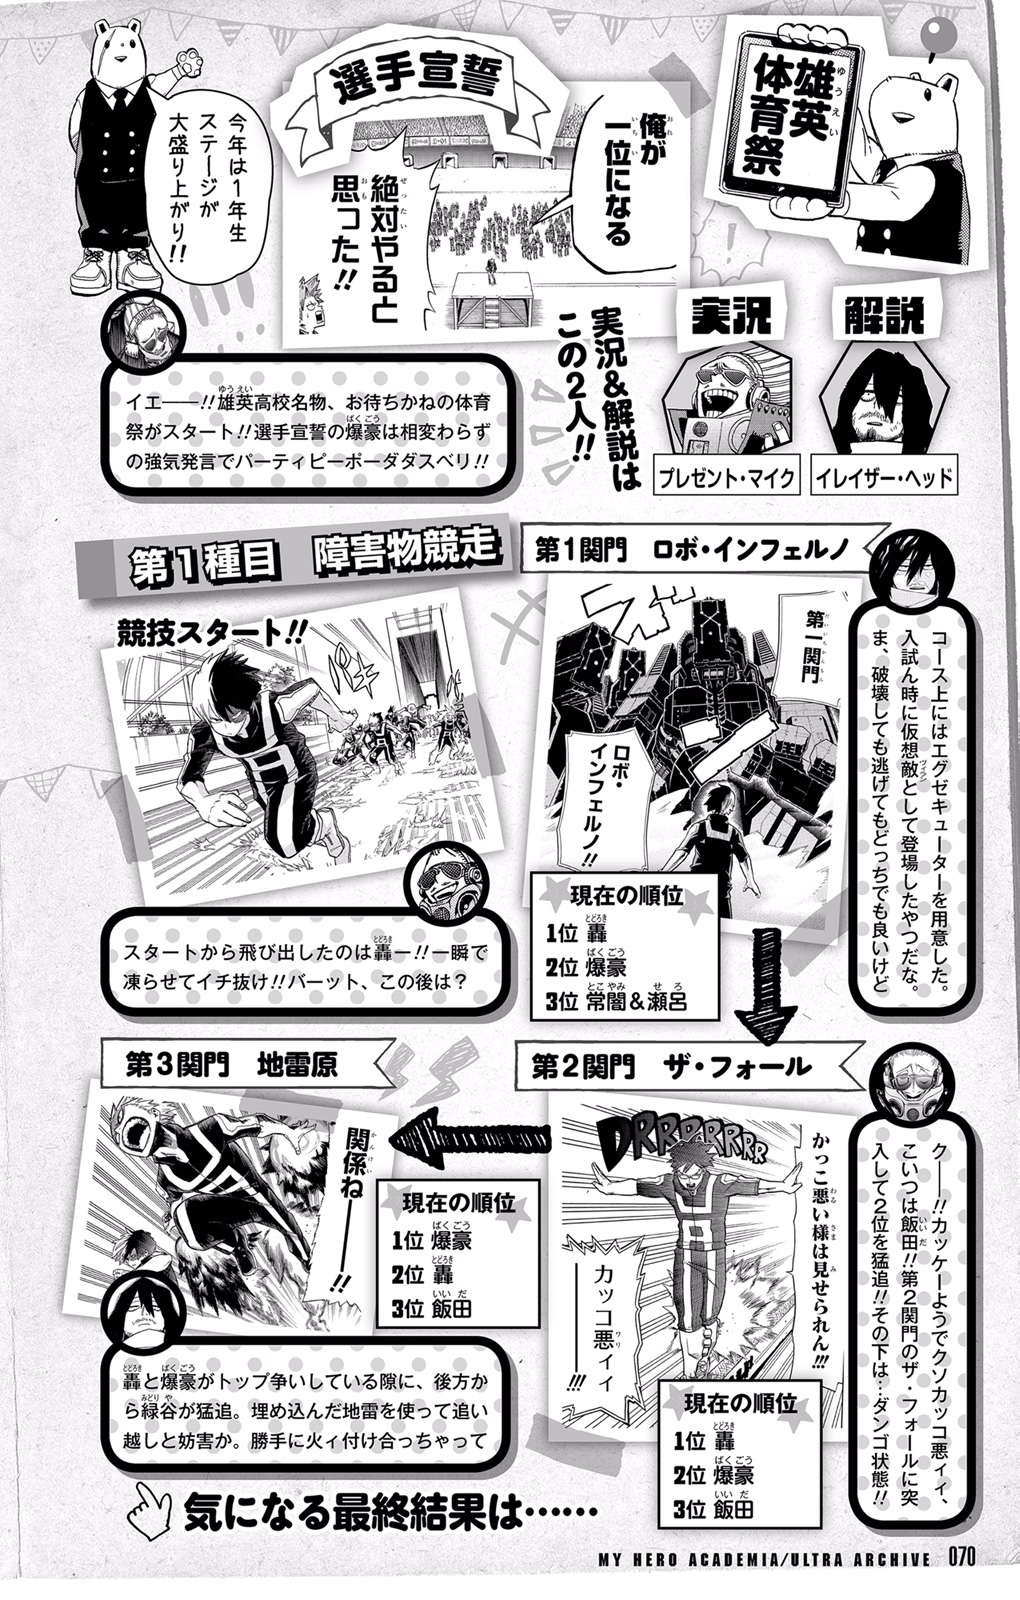 雄英
体育祭
選手宣誓
俺が
一位になる
絶対やると
思った!!
今年は1年生
ステージが
大盛り上がり!!
実況&解説は
この2人!!
実況
プレゼント・マイク
解説
イレイザー・ヘッド
イエ――!!雄英高校名物、お待ちかねの体育
祭がスタート!!選手宣誓の爆豪は相変わらず
の強気発言でパーティピーポーダダスベリ!!
第1種目 障害物競走
競技スタート!!
スタートから飛び出したのは轟ー!!一瞬で
凍らせてイチ抜け!!バーット、この後は?
第1関門 ロボ・インフェルノ
第一関門
ロボ・
インフェルノ!!
コース上にはエグゼキューターを用意した。
入試ん時に仮想敵として登場したやつだな。
ま、破壊しても逃げてもどっちでも良いけど
現在の順位
1位 轟
2位 爆豪
3位 常闇&瀬呂
第2関門 ザ・フォール
DRRRRRRR
かっこ悪い様は見せられん!!!
カッコ悪ィィ
――!!!
ク――!!カッケーようでクソカッコ悪ィィ、
こいつは飯田!!第2関門のザ・フォールに突
入して2位を猛追!!その下は…ダンゴ状態!!
現在の順位
1位 轟
2位 爆豪
3位 飯田
第3関門 地雷原
関係ね――!!
現在の順位
1位 爆豪
2位 轟
3位 飯田
轟と爆豪がトップ争いしている隙に、後方か
ら緑谷が猛追。埋め込んだ地雷を使って追い
越しと妨害か。勝手に火ィ付け合っちゃって
気になる最終結果は……
MY HERO ACADEMIA/ULTRA ARCHIVE 070